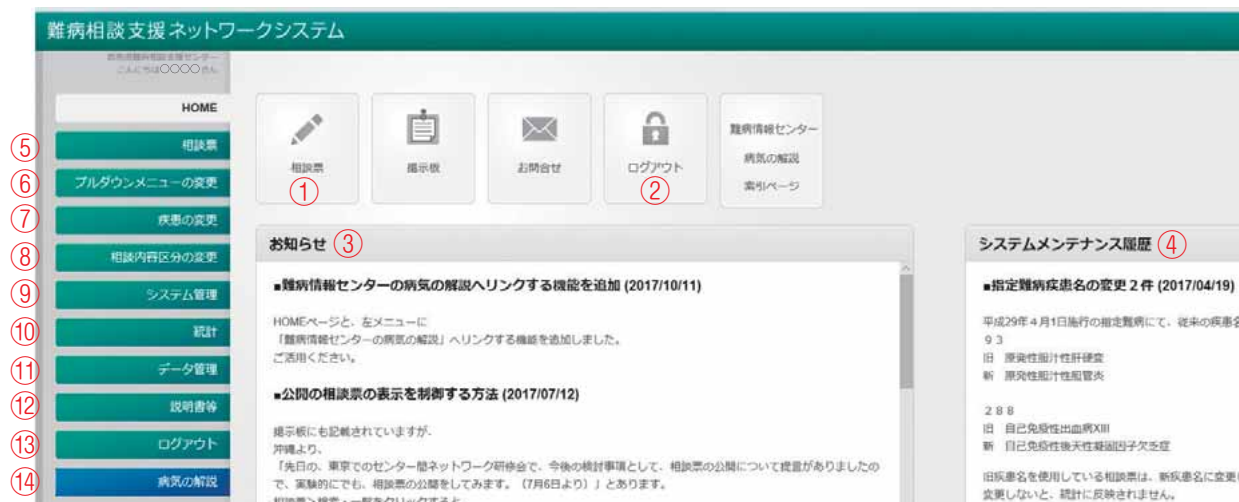 難病相談支援ネットワークシステム
こんにちは〇〇〇〇さん
HOME
⑤ 相談票
⑥ プルダウンメニューの変更
⑦ 疾患の変更
⑧ 相談内容区分の変更
⑨ システム管理
⑩ 統計
⑪ データ管理
⑫ 説明書等
⑬ ログアウト
⑭ 病気の解説
相談票
①
掲示板
お問合せ
ログアウト
②
難病情報センター
病気の解説
索引ページ
お知らせ ③
■難病情報センターの病気の解説へリンクする機能を追加 (2017/10/11)
HOMEページと、左メニューに
「難病情報センターの病気の解説」へリンクする機能を追加しました。
ご活用ください。
■公開の相談票の表示を制御する方法 (2017/07/12)
掲示板にも記載されていますが、
沖縄より、
「先日の、東京でのセンター間ネットワーク研修会で、今後の検討事項として、相談票の公開について提言がありましたの
で、実験的にでも、相談票の公開をしてみます。（7月6日より）」とあります。
相談票＞検索・一覧をクリックすると、
システムメンテナンス履歴 ④
■指定難病疾患名の変更２件 (2017/04/19)
平成29年４月1日施行の指定難病にて、従来の疾患名
９３
旧 原発性胆汁性肝硬変
新 原発性胆汁性胆管炎
２８８
旧 自己免疫性出血病XIII
新 自己免疫性後天性凝固因子欠乏症
旧疾患名を使用している相談票は、新疾患名に変更
変更しないと、統計に反映されません。